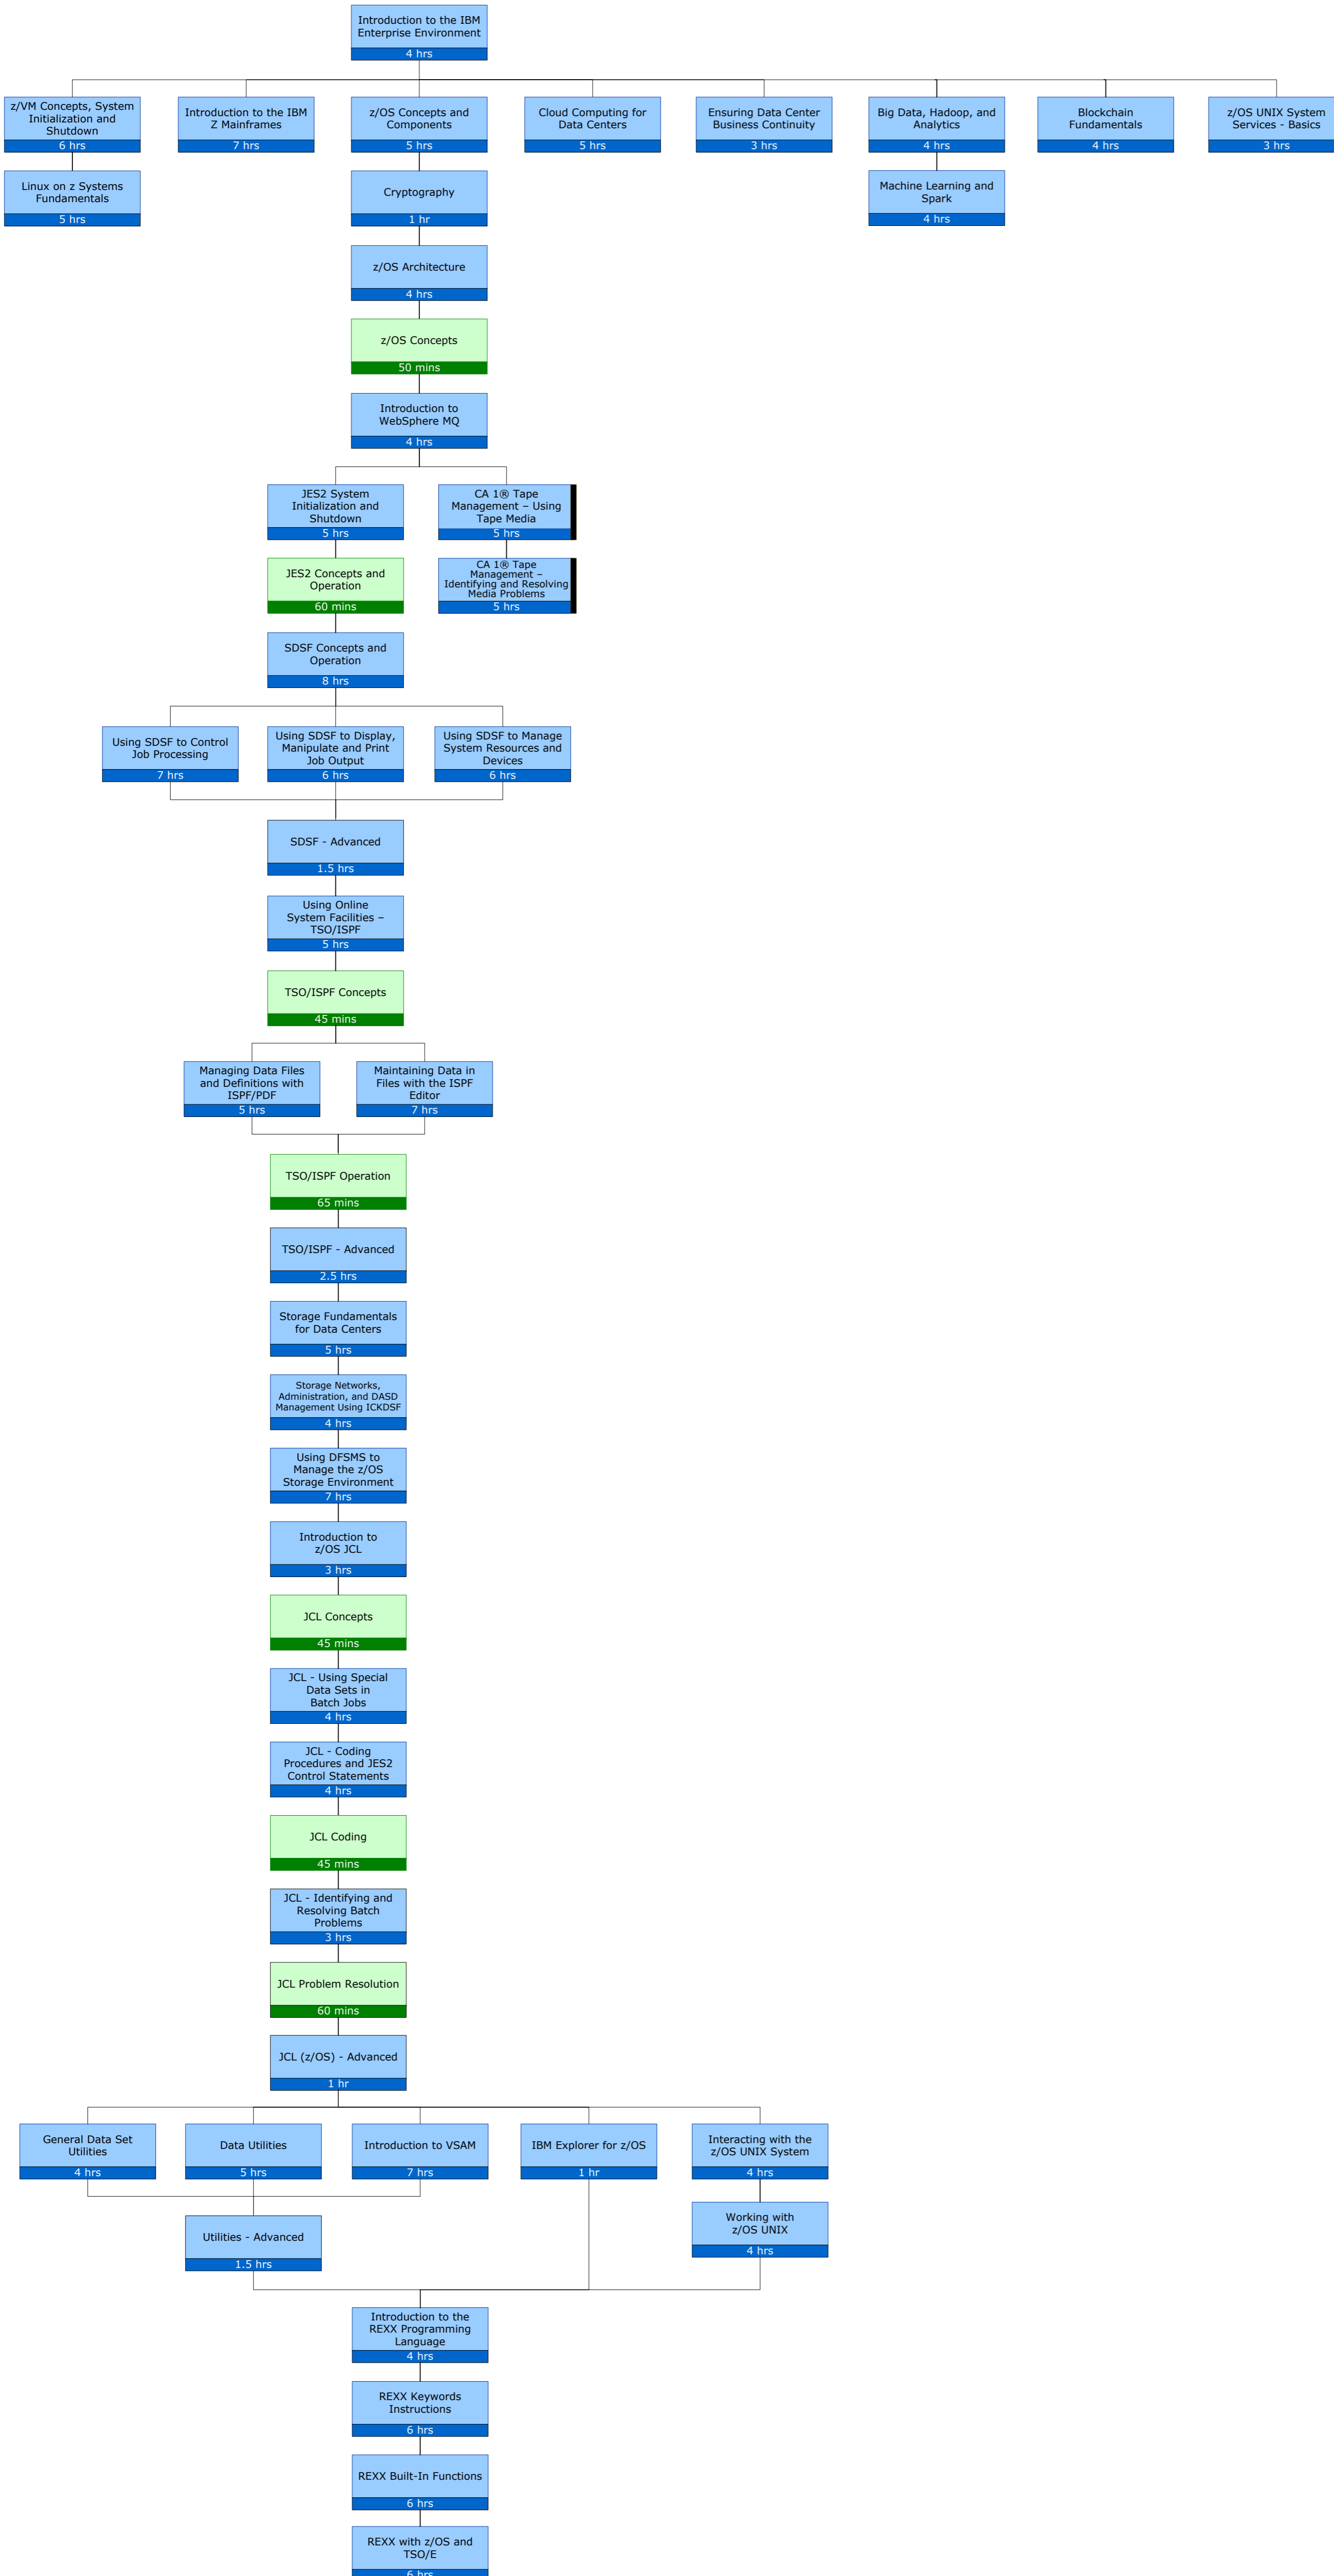 Introduction to the IBM
Enterprise Environment
4 hrs
z/VM Concepts, System
Initialization and
Shutdown
6 hrs
Introduction to the IBM
Z Mainframes
7 hrs
z/OS Concepts and
Components
5 hrs
Cloud Computing for
Data Centers
5 hrs
Ensuring Data Center
Business Continuity
3 hrs
Big Data, Hadoop, and
Analytics
4 hrs
Blockchain
Fundamentals
4 hrs
z/OS UNIX System
Services - Basics
3 hrs
Linux on z Systems
Fundamentals
5 hrs
Cryptography
1 hr
Machine Learning and
Spark
4 hrs
z/OS Architecture
4 hrs
z/OS Concepts
50 mins
Introduction to
WebSphere MQ
4 hrs
JES2 System
Initialization and
Shutdown
5 hrs
CA 1® Tape
Management – Using
Tape Media
5 hrs
JES2 Concepts and
Operation
60 mins
CA 1® Tape
Management –
Identifying and Resolving
Media Problems
5 hrs
SDSF Concepts and
Operation
8 hrs
Using SDSF to Control
Job Processing
7 hrs
Using SDSF to Display,
Manipulate and Print
Job Output
6 hrs
Using SDSF to Manage
System Resources and
Devices
6 hrs
SDSF - Advanced
1.5 hrs
Using Online
System Facilities –
TSO/ISPF
5 hrs
TSO/ISPF Concepts
45 mins
Managing Data Files
and Definitions with
ISPF/PDF
5 hrs
Maintaining Data in
Files with the ISPF
Editor
7 hrs
TSO/ISPF Operation
65 mins
TSO/ISPF - Advanced
2.5 hrs
Storage Fundamentals
for Data Centers
5 hrs
Storage Networks,
Administration, and DASD
Management Using ICKDSF
4 hrs
Using DFSMS to
Manage the z/OS
Storage Environment
7 hrs
Introduction to
z/OS JCL
3 hrs
JCL Concepts
45 mins
JCL - Using Special
Data Sets in
Batch Jobs
4 hrs
JCL - Coding
Procedures and JES2
Control Statements
4 hrs
JCL Coding
45 mins
JCL - Identifying and
Resolving Batch
Problems
3 hrs
JCL Problem Resolution
60 mins
JCL (z/OS) - Advanced
1 hr
General Data Set
Utilities
4 hrs
Data Utilities
5 hrs
Introduction to VSAM
7 hrs
IBM Explorer for z/OS
1 hr
Interacting with the
z/OS UNIX System
4 hrs
Utilities - Advanced
1.5 hrs
Working with
z/OS UNIX
4 hrs
Introduction to the
REXX Programming
Language
4 hrs
REXX Keywords
Instructions
6 hrs
REXX Built-In Functions
6 hrs
REXX with z/OS and
TSO/E
6 hrs